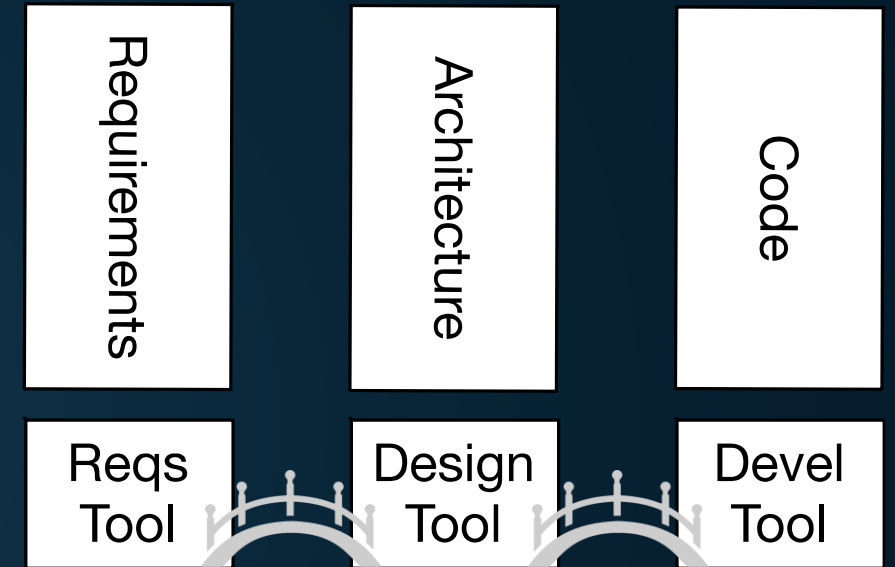 Requirements
Architecture
Code
Reqs
Tool
Design
Tool
Devel
Tool